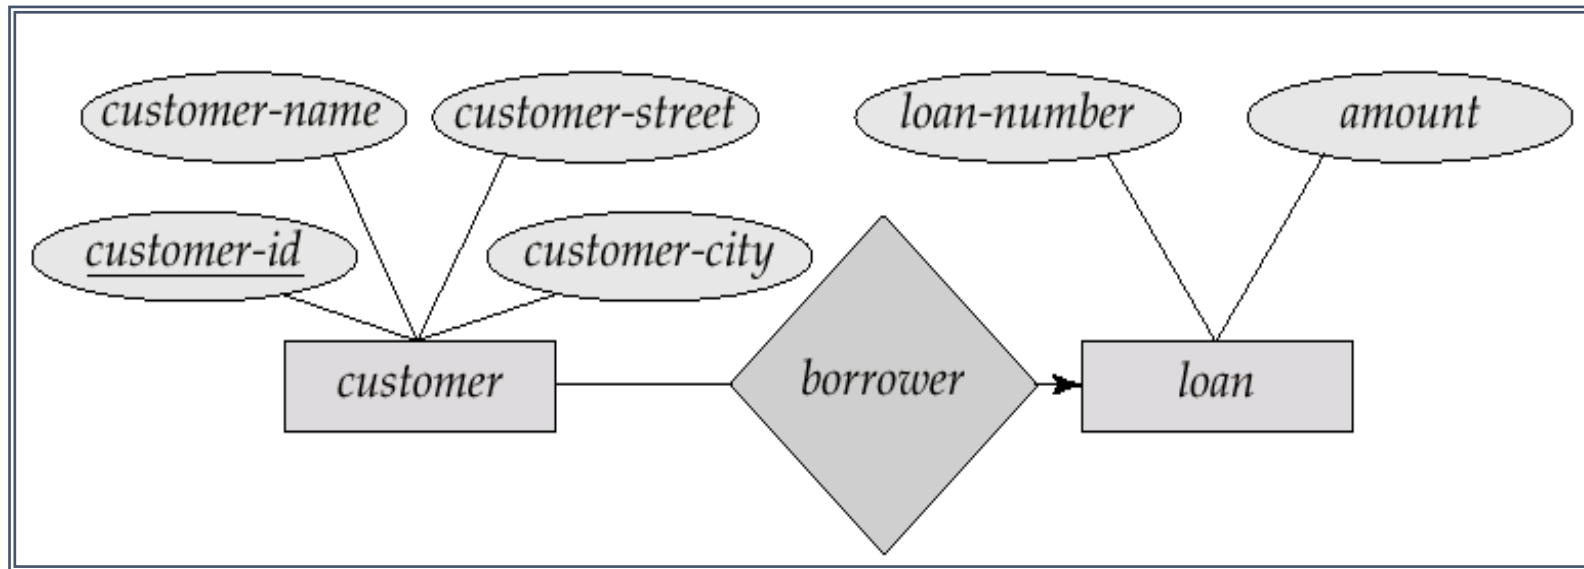 customer-name
customer-street
loan-number
amount
customer-id
customer-city
customer
borrower
loan